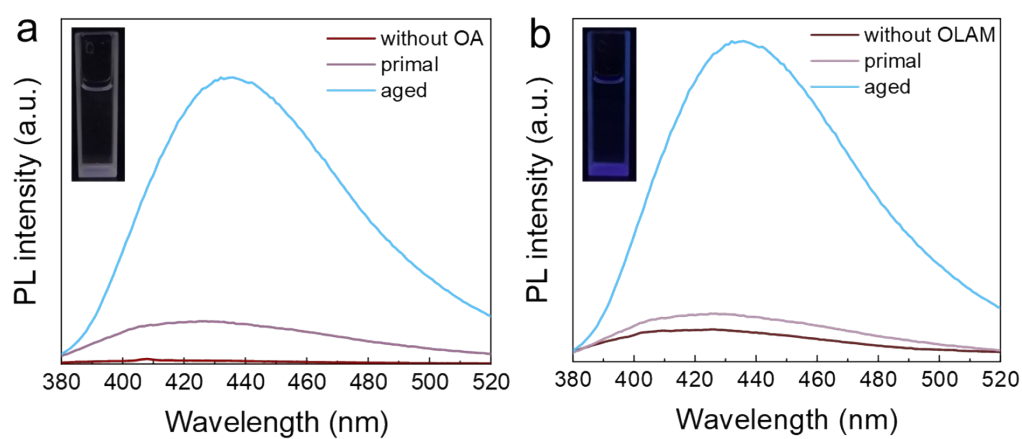 a
without OA
primal
aged
PL intensity (a.u.)
380 400 420 440 460 480 500 520
Wavelength (nm)
b
without OLAM
primal
aged
PL intensity (a.u.)
380 400 420 440 460 480 500 520
Wavelength (nm)